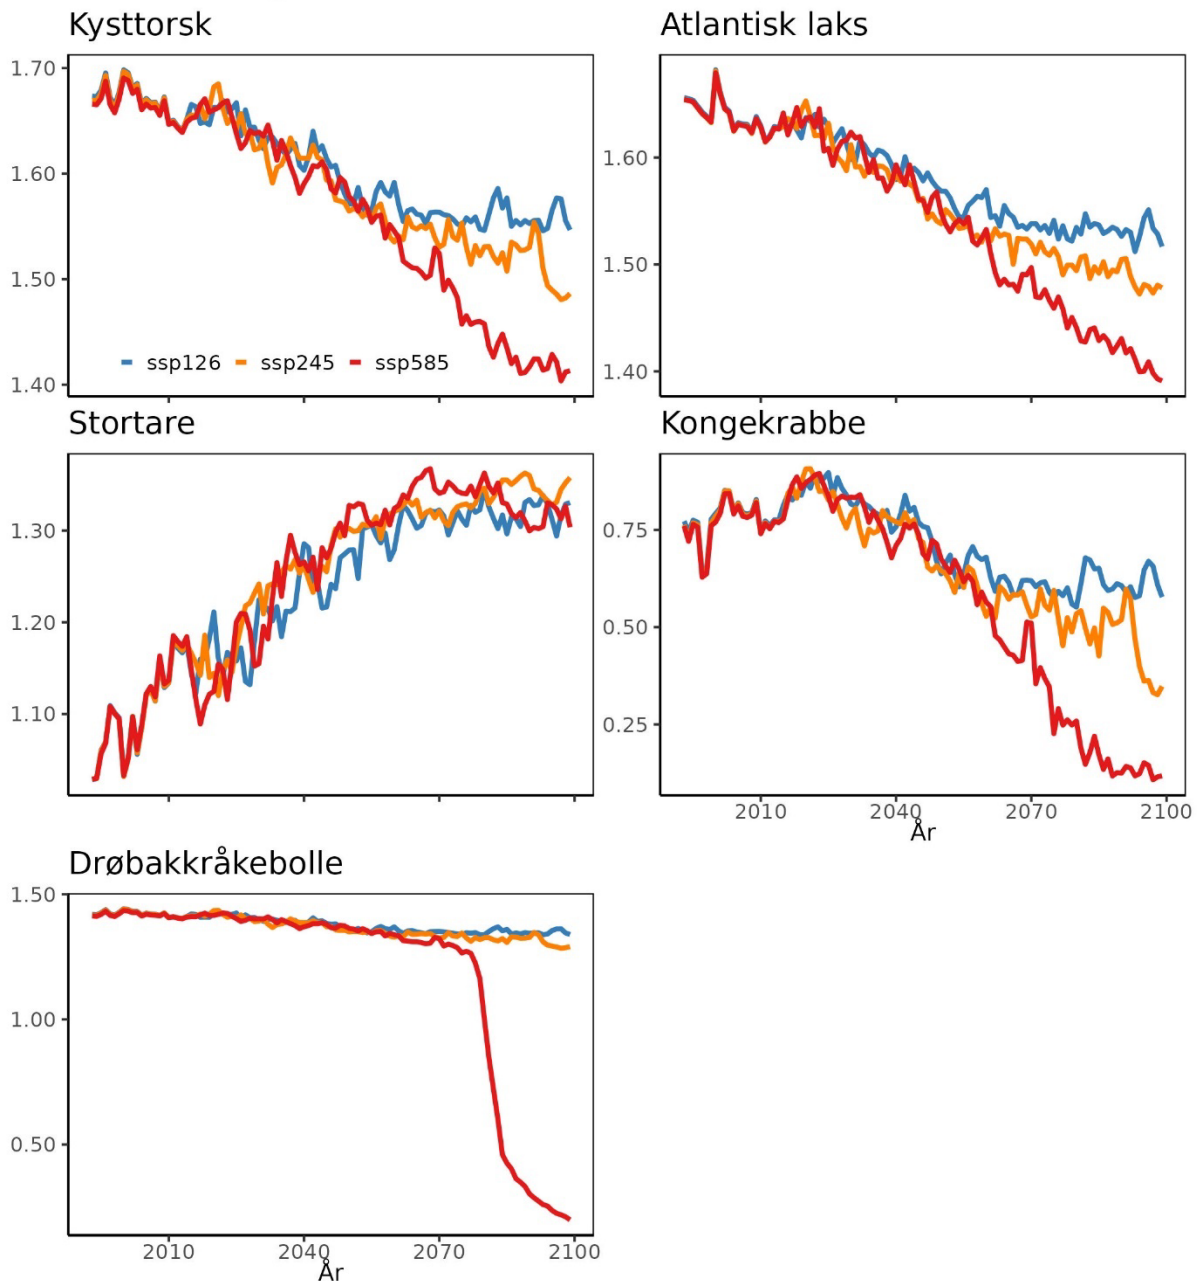 Kysttorsk
1.70
1.60
1.50
1.40
ssp126 ssp245 ssp585
Atlantisk laks
1.60
1.50
1.40
Stortare
1.30
1.20
1.10
Kongekrabbe
0.75
0.50
0.25
2010 2040 2070 2100
År
Drøbakkråkebolle
1.50
1.00
0.50
2010 2040 2070 2100
År